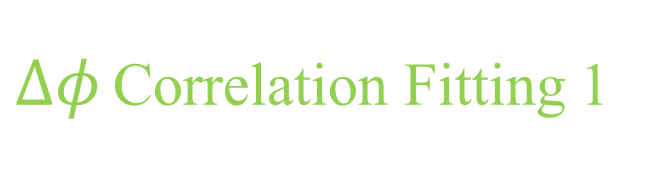 Δ𝜙 Correlation Fitting 1